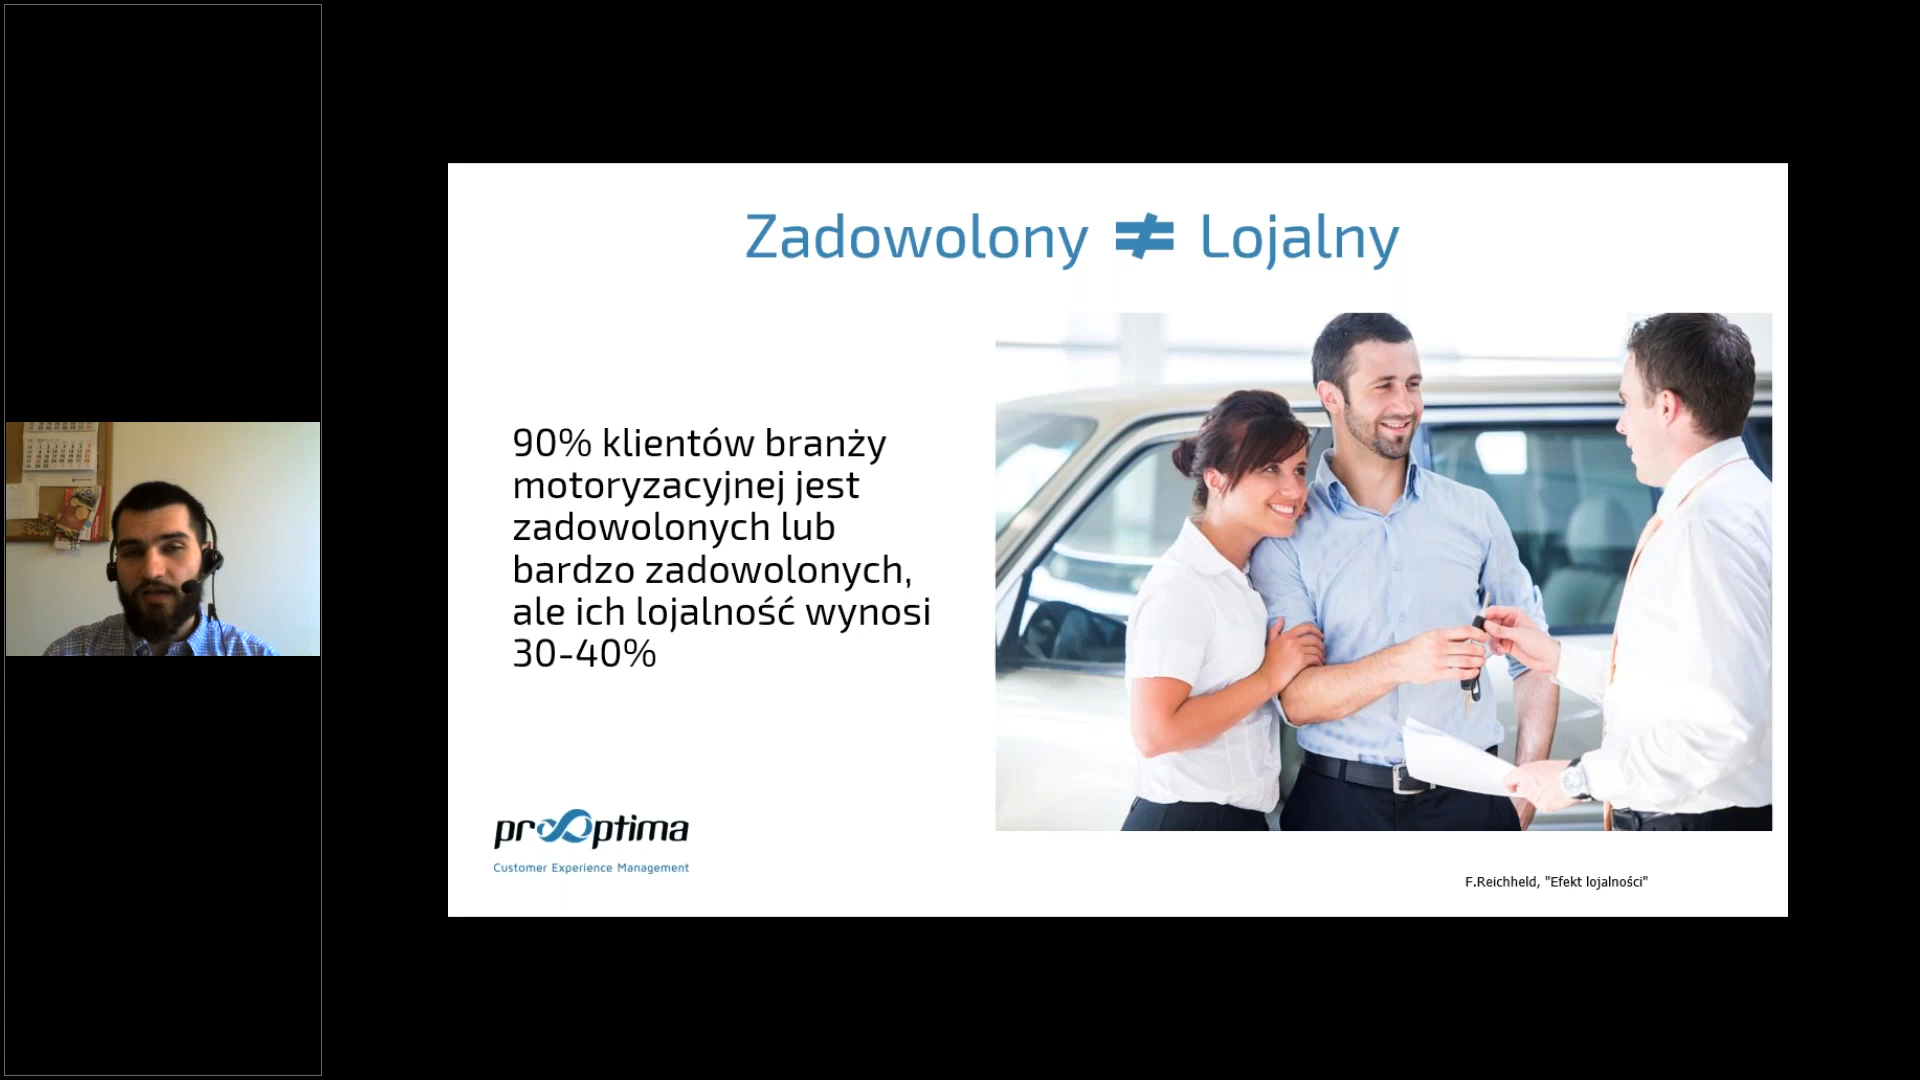 Zadowolony ≠ Lojalny
90% klientów branży
motoryzacyjnej jest
zadowolonych lub
bardzo zadowolonych,
ale ich lojalność wynosi
30-40%
prooptima
Customer Experience Management
F.Reichheld, "Efekt lojalności"